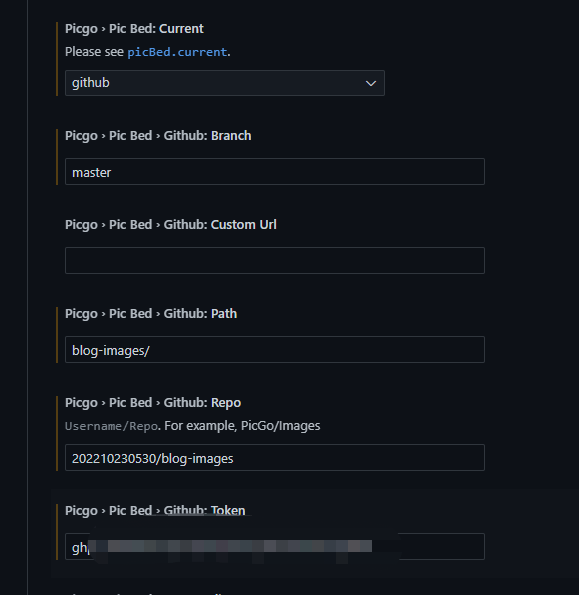 Picgo › Pic Bed: Current
Please see picBed.current.
github
Picgo › Pic Bed › Github: Branch
master
Picgo › Pic Bed › Github: Custom Url
Picgo › Pic Bed › Github: Path
blog-images/
Picgo › Pic Bed › Github: Repo
Username/Repo. For example, PicGo/Images
202210230530/blog-images
Picgo › Pic Bed › Github: Token